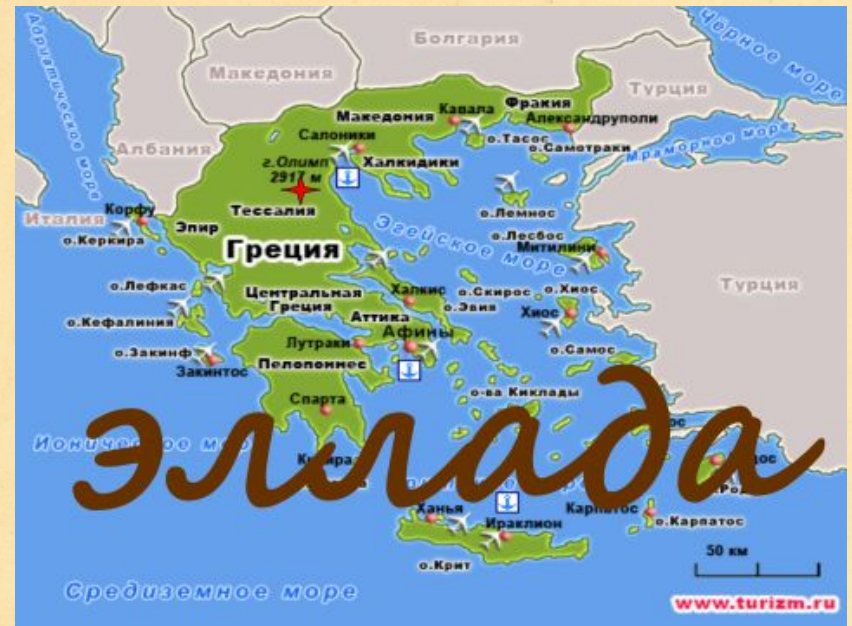 Адриатическое море
Болгария
Чёрное море
Македония
Турция
Албания
Македония
Кавала
Фракия
Александруполи
Салоники
о.Тасос
о.Самотраки
Мраморное море
г.Олимп
2917 м
Халкидики
Италия
Корфу
о.Керкира
Эпир
Тессалия
Эгейское море
о.Лемнос
о.Лесбос
Митилини
Греция
Турция
о.Лефкас
Центральная
Греция
Халкис
о.Скирос
о.Хиос
о.Эвия
Хиос
о.Кефалиния
Аттика
Афины
о.Закинф
Закинтос
Лутраки
о.Самос
Пелопоннес
Спарта
о-ва Киклады
эллада
Ионическое мо
Ханья
Ираклион
о.Крит
о.Карпатос
50 км
Средиземное море
www.turizm.ru